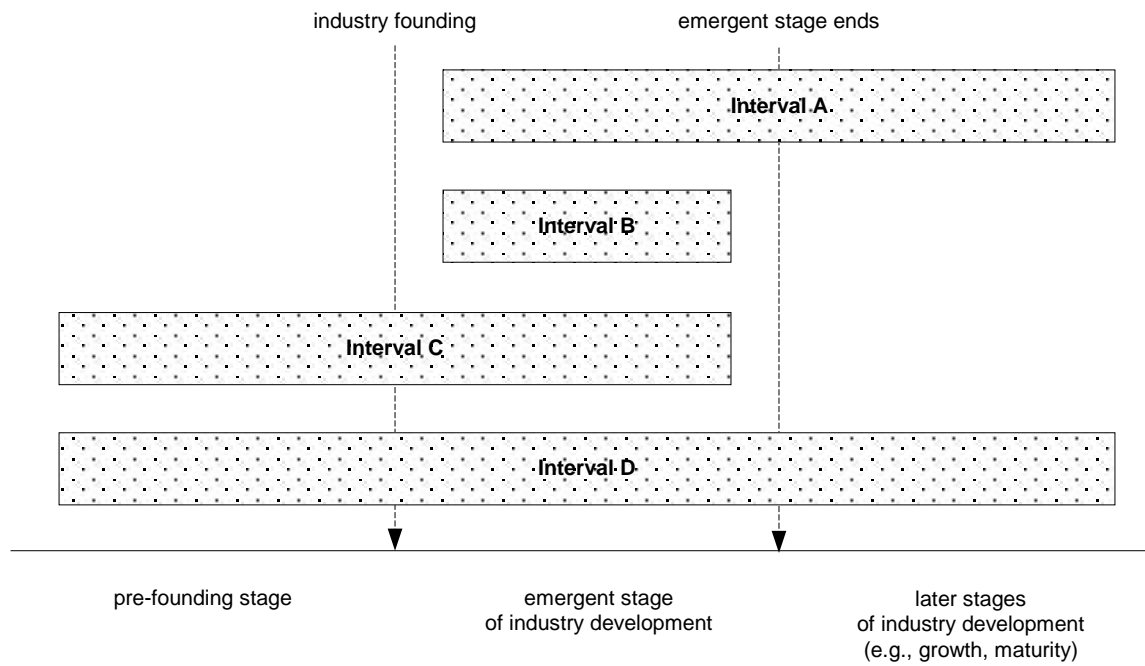 industry founding
emergent stage ends
Interval A
Interval B
Interval C
Interval D
pre-founding stage
emergent stage
of industry development
later stages
of industry development
(e.g., growth, maturity)